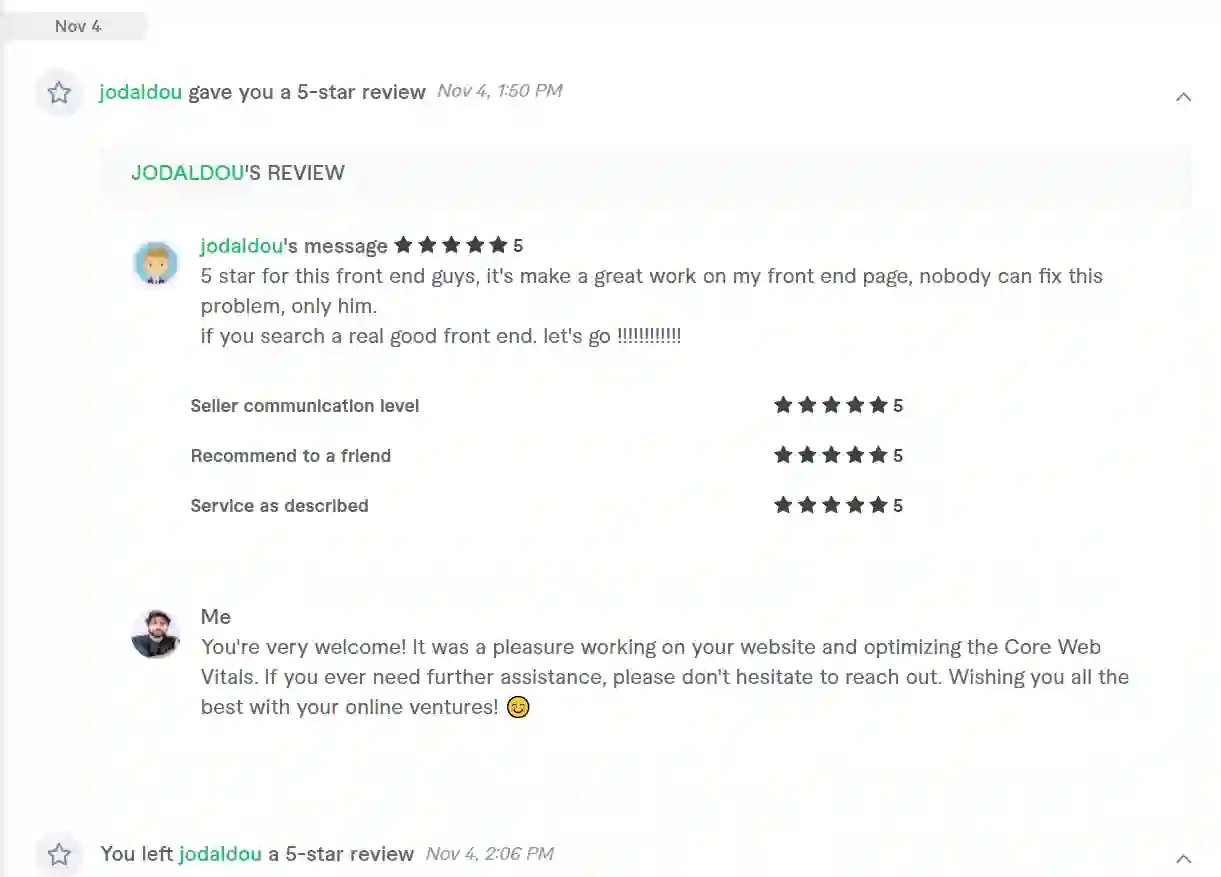 Nov 4
jodaldou gave you a 5-star review Nov 4, 1:50 PM
JODALDOU'S REVIEW
jodaldou's message ★★★★★ 5
5 star for this front end guys, it's make a great work on my front end page, nobody can fix this
problem, only him.
if you search a real good front end. let's go !!!!!!!!!!!!
Seller communication level ★★★★★ 5
Recommend to a friend ★★★★★ 5
Service as described ★★★★★ 5
Me
You're very welcome! It was a pleasure working on your website and optimizing the Core Web
Vitals. If you ever need further assistance, please don't hesitate to reach out. Wishing you all the
best with your online ventures! 😊
You left jodaldou a 5-star review Nov 4, 2:06 PM